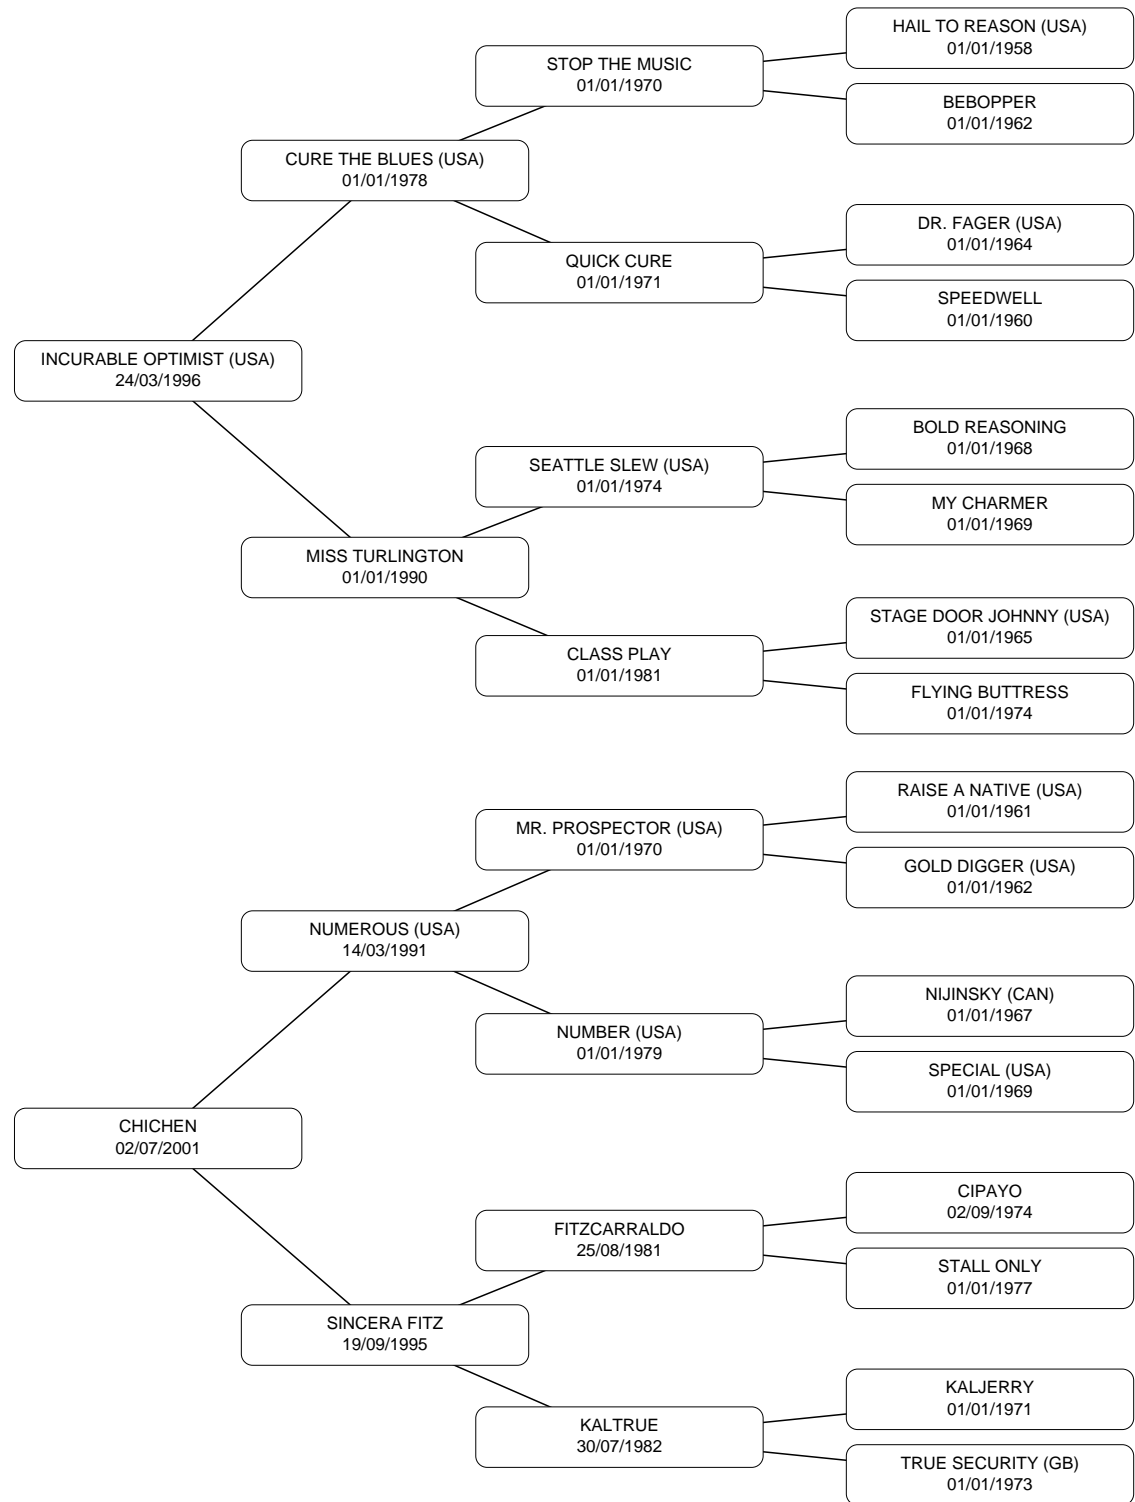 HAIL TO REASON (USA)
01/01/1958
STOP THE MUSIC
01/01/1970
BEBOPPER
01/01/1962
CURE THE BLUES (USA)
01/01/1978
DR. FAGER (USA)
01/01/1964
QUICK CURE
01/01/1971
SPEEDWELL
01/01/1960
INCURABLE OPTIMIST (USA)
24/03/1996
BOLD REASONING
01/01/1968
SEATTLE SLEW (USA)
01/01/1974
MY CHARMER
01/01/1969
MISS TURLINGTON
01/01/1990
STAGE DOOR JOHNNY (USA)
01/01/1965
CLASS PLAY
01/01/1981
FLYING BUTTRESS
01/01/1974
RAISE A NATIVE (USA)
01/01/1961
MR. PROSPECTOR (USA)
01/01/1970
GOLD DIGGER (USA)
01/01/1962
NUMEROUS (USA)
14/03/1991
NIJINSKY (CAN)
01/01/1967
NUMBER (USA)
01/01/1979
SPECIAL (USA)
01/01/1969
CHICHEN
02/07/2001
CIPAYO
02/09/1974
FITZCARRALDO
25/08/1981
STALL ONLY
01/01/1977
SINCERA FITZ
19/09/1995
KALJERRY
01/01/1971
KALTRUE
30/07/1982
TRUE SECURITY (GB)
01/01/1973